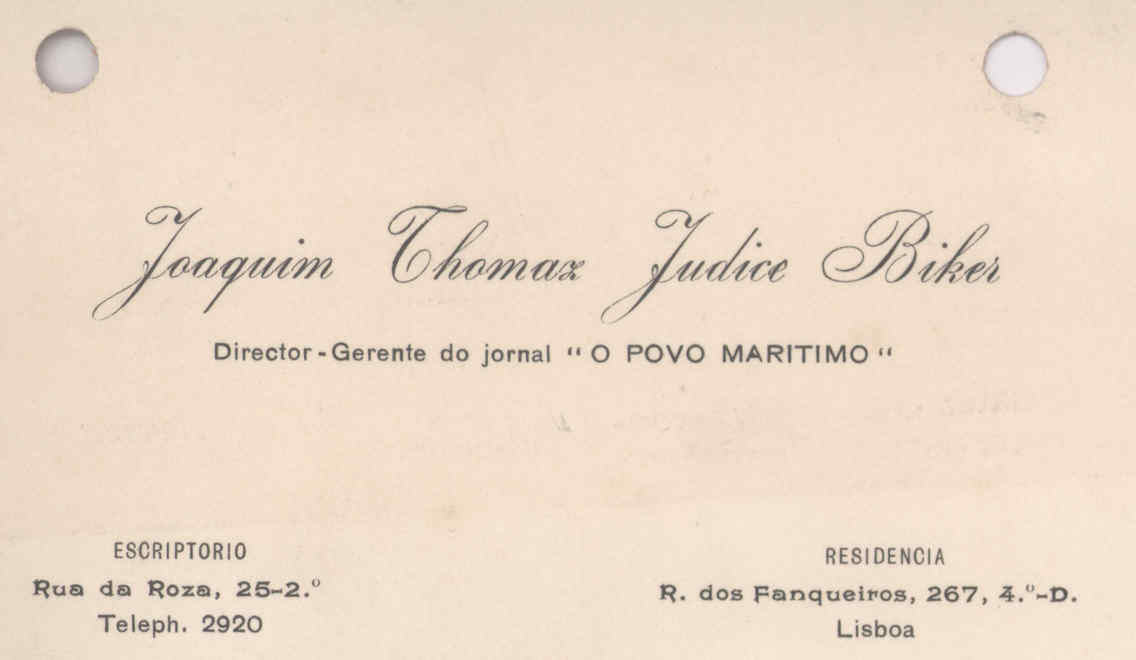 Joaquim Thomaz Judice Biker
Director-Gerente do jornal "O POVO MARITIMO"
ESCRIPTORIO
Rua da Roza, 25-2.º
Teleph. 2920
RESIDENCIA
R. dos Fanqueiros, 267, 4.º-D.
Lisboa